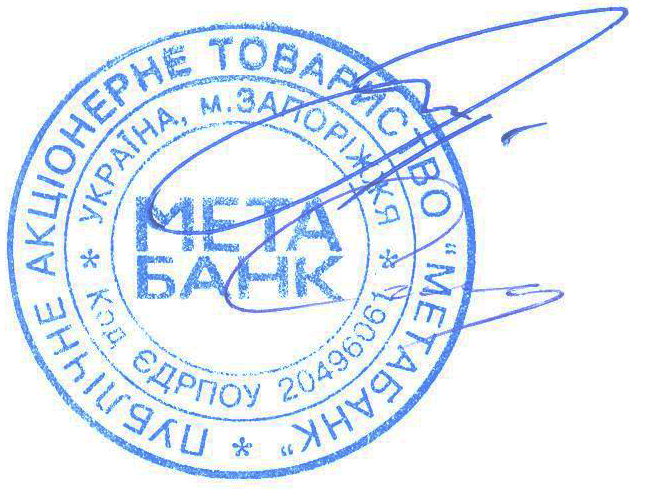 ПУБЛІЧНЕ АКЦІОНЕРНЕ ТОВАРИСТВО "МЕТАБАНК" *
* УКРАЇНА, м.ЗАПОРІЖЖЯ *
Код ЄДРПОУ 20496061
МЕТА
БАНК